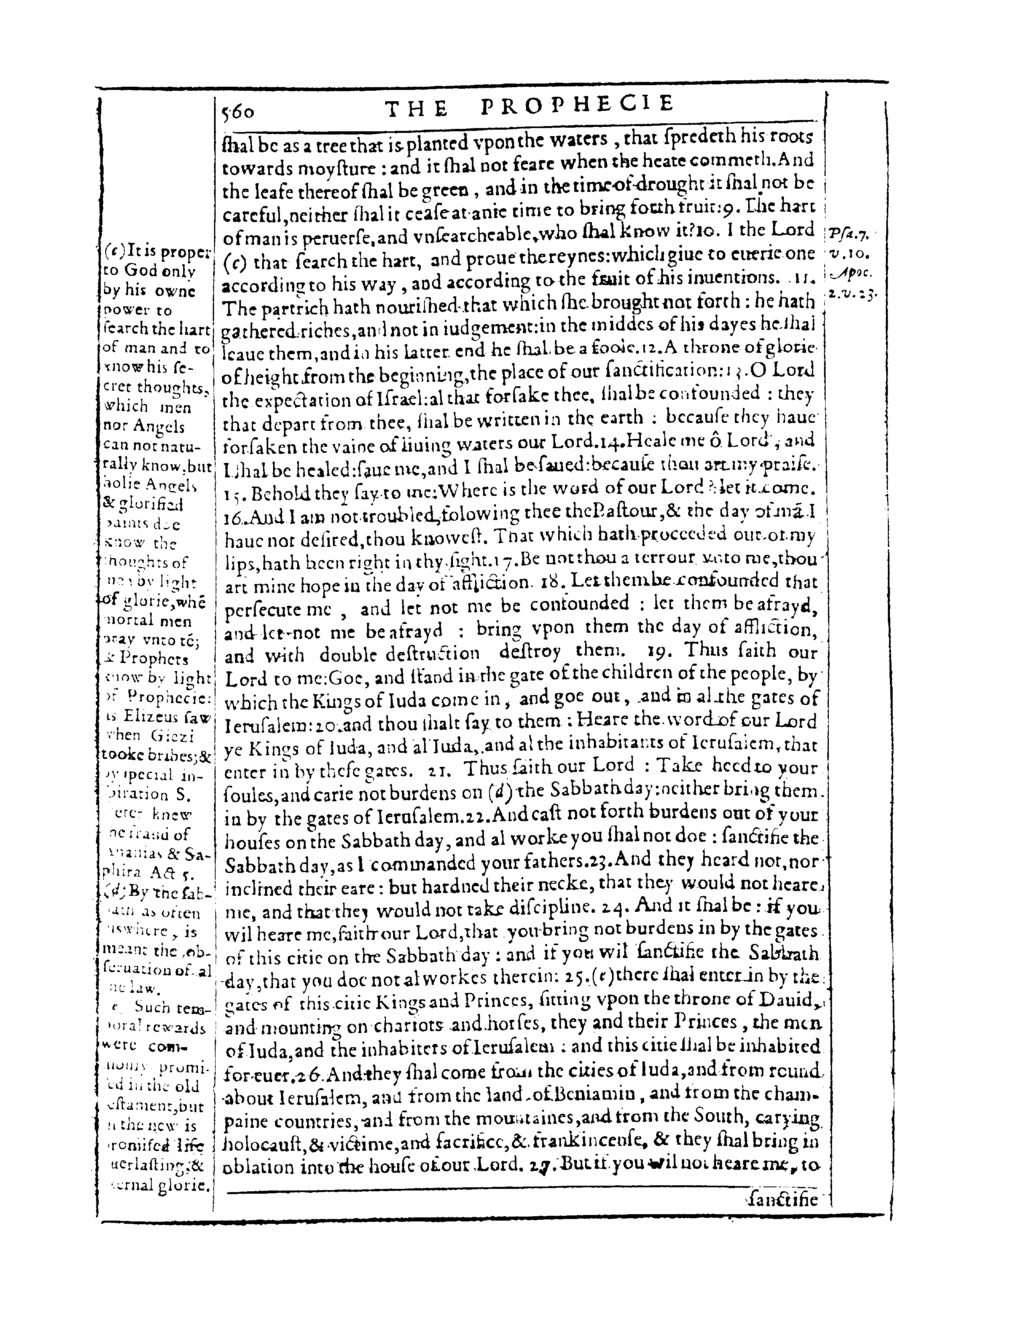 560 THE PROPHECIE
ſhal be as a tree that is planted vpon the waters, that ſpredeth his roots
towards moyſture: and it ſhal not feare when the heate commeth. And
the leafe thereof ſhal be green, and in the time of drought it ſhal not be
careful, neither ſhal it ceaſe at anie time to bring forth fruit: 9. The hart
of man is peruerſe, and vnſearcheable, who ſhal know it? 10. I the Lord
(c) that ſearch the hart, and proue the reynes: which giue to euerie one
according to his way, and according to the fruit of his inuentions. 11.
The partrich hath nouriſhed that which ſhe brought not forth: he hath
gathered riches, and not in iudgement: in the middes of his dayes he ſhal
leaue them, and in his latter end he ſhal be a foole. 12. A throne of glorie
of height from the beginning, the place of our ſanctification: 13. O Lord
the expectation of Iſrael: al that forſake thee, ſhal be confounded: they
that depart from thee, ſhal be written in the earth: becauſe they haue
forſaken the vaine of liuing waters our Lord. 14. Heale me ô Lord, and
I ſhal be healed: ſaue me, and I ſhal be ſaued: becauſe thou art my praiſe.
15. Behold they ſay to me: Where is the word of our Lord? let it come.
16. And I am not troubled, folowing thee the Paſtour, & the day of mã I
haue not deſired, thou knoweſt. That which hath proceeded out of my
lips, hath been right in thy ſight. 17. Be not thou a terrour vnto me, thou
art mine hope in the day of affliction. 18. Let them be confounded that
perſecute me, and let not me be confounded: let them be afrayd,
and let not me be afrayd: bring vpon them the day of affliction,
and with double deſtruction deſtroy them. 19. Thus ſaith our
Lord to me: Goe, and ſtand in the gate of the children of the people, by
which the Kings of Iuda come in, and goe out, and in al the gates of
Ieruſalem: 20. and thou ſhalt ſay to them: Heare the word of our Lord
ye Kings of Iuda, and al Iuda, and al the inhabitants of Ieruſalem, that
enter in by theſe gates. 21. Thus ſaith our Lord: Take heed to your
ſoules, and carie not burdens on (d) the Sabbath day: neither bring them
in by the gates of Ieruſalem. 22. And caſt not forth burdens out of your
houſes on the Sabbath day, and al worke you ſhal not doe: ſanctifie the
Sabbath day, as I commanded your fathers. 23. And they heard not, nor
inclined their eare: but hardned their necke, that they would not heare
me, and that they would not take diſcipline. 24. And it ſhal be: if you
wil heare me, ſaith our Lord, that you bring not burdens in by the gates
of this citie on the Sabbath day: and if you wil ſanctifie the Sabbath
day, that you doe not al workes therein: 25. (e) there ſhal enter in by the
gates of this citie Kings and Princes, ſitting vpon the throne of Dauid,
and mounting on chariots and horſes, they and their Princes, the men
of Iuda, and the inhabiters of Ieruſalem: and this citie ſhal be inhabited
for euer. 26. And they ſhal come from the cities of Iuda, and from round
about Ieruſalem, and from the land of Beniamin, and from the cham-
paine countries, and from the mountaines, and from the South, carying
holocauſt, & victime, and ſacrifice, & frankincenſe, & they ſhal bring in
oblation into the houſe of our Lord. 27. But if you wil not heare me, to
ſanctifie
(c) It is proper
to God only
by his owne
power to
ſearch the hart
of man and to
know his ſe-
cret thoughts,
which men
nor Angels
can not natu-
rally know, but
holie Angels
& glorified
ſaints doe
know the
thoughts of
men by light
of glorie, whẽ
mortal men
pray vnto thẽ;
& Prophets
know by light
of Prophecie:
as Elizeus ſaw
when Giezi
tooke bribes; &
by ſpecial in-
ſpiration S.
Peter knew
the fraud of
Ananias & Sa-
phira Act 5.
(d) By the ſab-
bath as often
elswhere, is
meant the ob-
ſeruation of al
the law.
e Such tem-
poral rewards
were com-
monly promi-
ſed in the old
teſtament, but
in the new is
promiſed life
euerlaſting; &
eternal glorie.
Pſa. 7.
v. 10.
Apoc.
2. v. 23.